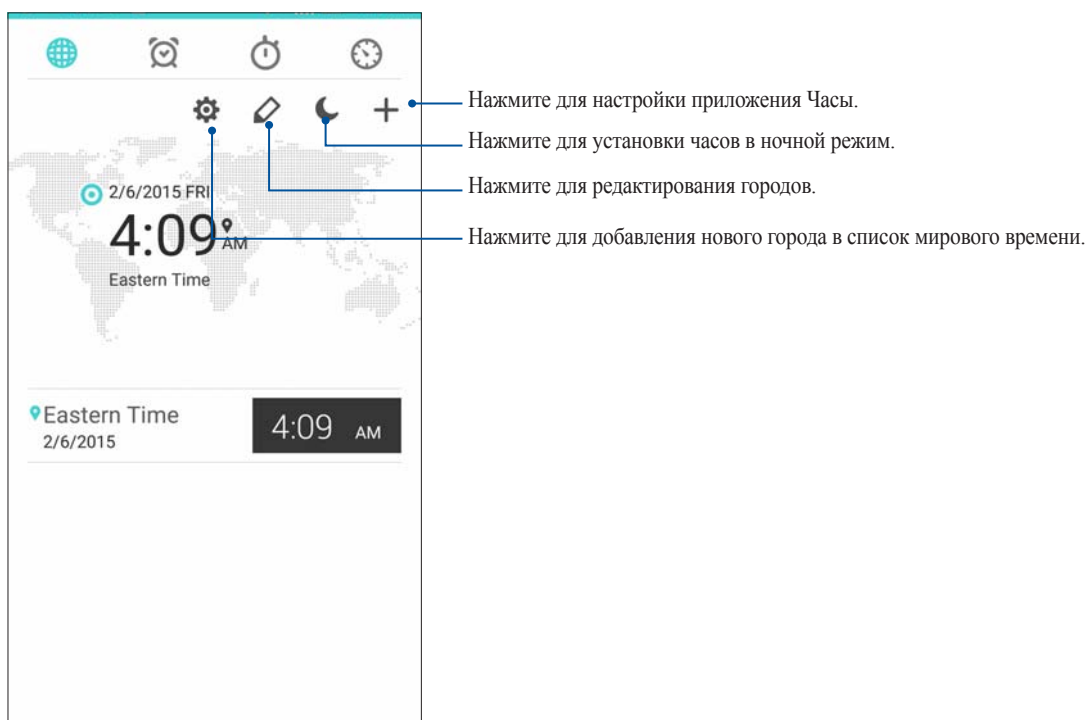 Нажмите для настройки приложения Часы.
Нажмите для установки часов в ночной режим.
Нажмите для редактирования городов.
2/6/2015 FRI
4:09 AM
Нажмите для добавления нового города в список мирового времени.
Eastern Time
Eastern Time
2/6/2015
4:09 AM